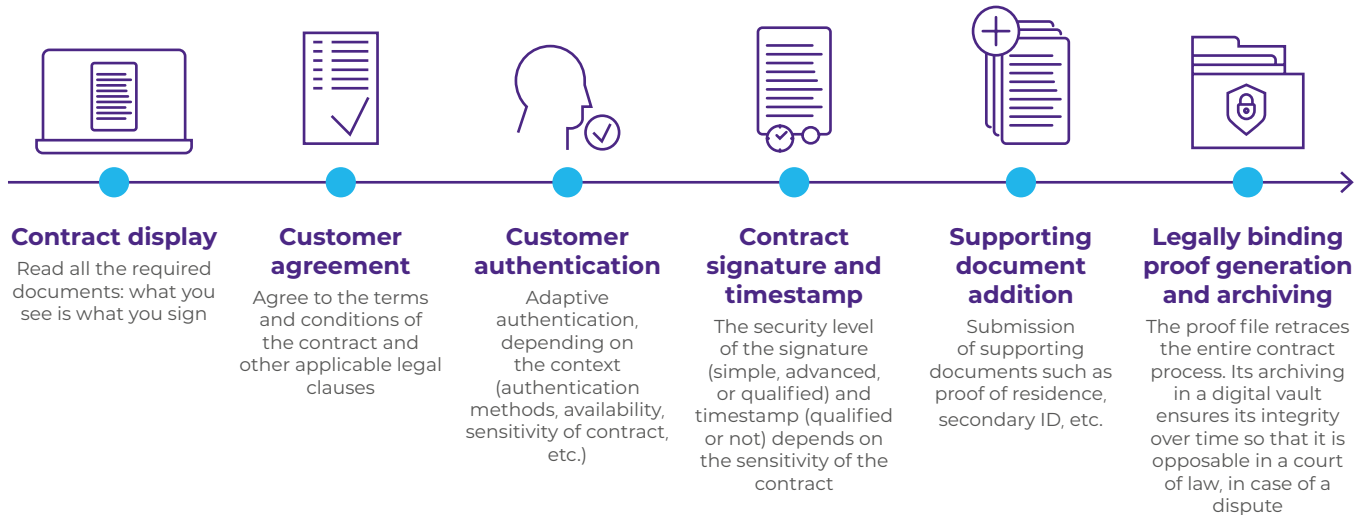 Contract display
Read all the required
documents: what you
see is what you sign
Customer
agreement
Agree to the terms
and conditions of
the contract and
other applicable legal
clauses
Customer
authentication
Adaptive
authentication,
depending on
the context
(authentication
methods, availability,
sensitivity of contract,
etc.)
Contract
signature and
timestamp
The security level
of the signature
(simple, advanced,
or qualified) and
timestamp (qualified
or not) depends on
the sensitivity of the
contract
Supporting
document
addition
Submission
of supporting
documents such as
proof of residence,
secondary ID, etc.
Legally binding
proof generation
and archiving
The proof file retraces
the entire contract
process. Its archiving
in a digital vault
ensures its integrity
over time so that it is
opposable in a court
of law, in case of a
dispute